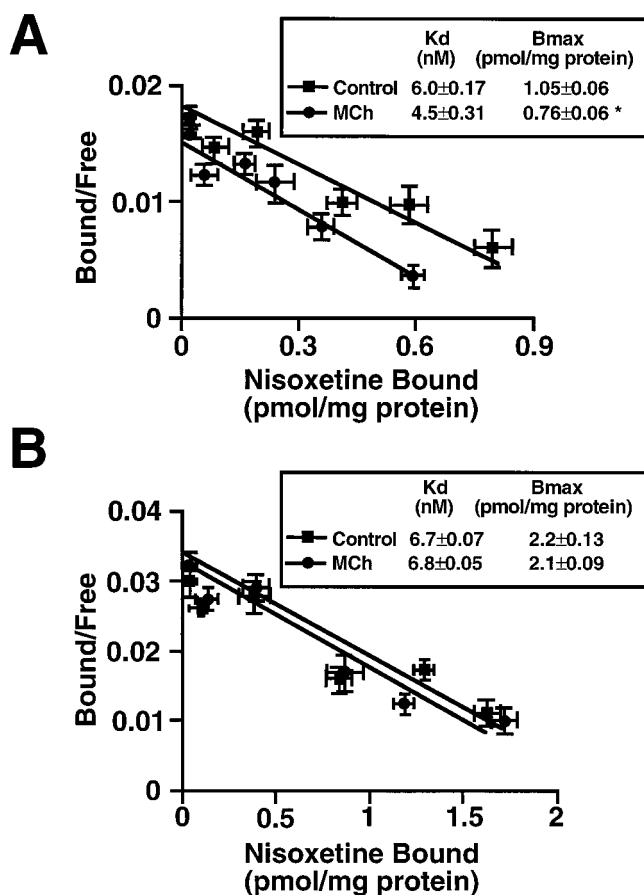 A
Kd Bmax
(nM) (pmol/mg protein)
Control 6.0±0.17 1.05±0.06
MCh 4.5±0.31 0.76±0.06 *
0.02
0.01
0
Bound/Free
0 0.3 0.6 0.9
Nisoxetine Bound
(pmol/mg protein)
B
Kd Bmax
(nM) (pmol/mg protein)
Control 6.7±0.07 2.2±0.13
MCh 6.8±0.05 2.1±0.09
0.04
0.03
0.02
0.01
0
Bound/Free
0 0.5 1 1.5 2
Nisoxetine Bound
(pmol/mg protein)